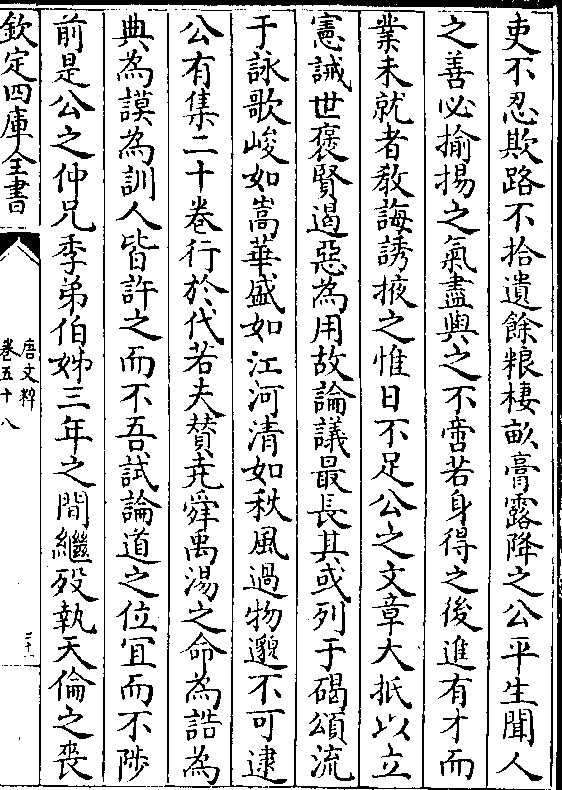 吏不忍欺路不拾遺餘粮棲畝膏露降之公平生聞人
之善必揄揚之氣盡與之不啻若身得之後進有才而
業未就者教誨誘掖之惟日不足公之文章大抵以立
憲誡世褒賢遏惡為用故論議最長其或列于碣頌流
于詠歌峻如嵩華盛如江河清如秋風過物邈不可逮
公有集二十卷行於代若夫賛堯舜禹湯之命為誥為
典為謨為訓人皆許之而不吾試論道之位宜而不陟
前是公之仲兄季弟伯姊三年之間繼歿執天倫之喪
欽定四庫全書
唐文粹
卷五十八
三十